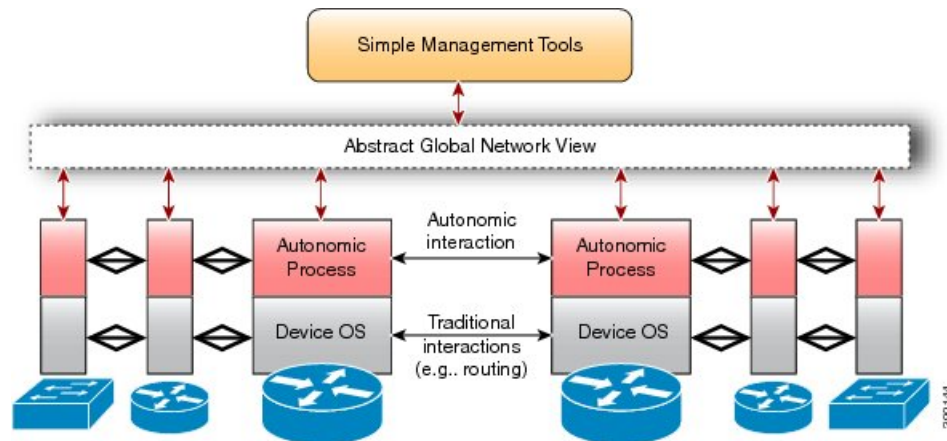 Simple Management Tools
Abstract Global Network View
Autonomic
Process
Autonomic
interaction
Autonomic
Process
Device OS
Traditional
interactions
(e.g.. routing)
Device OS